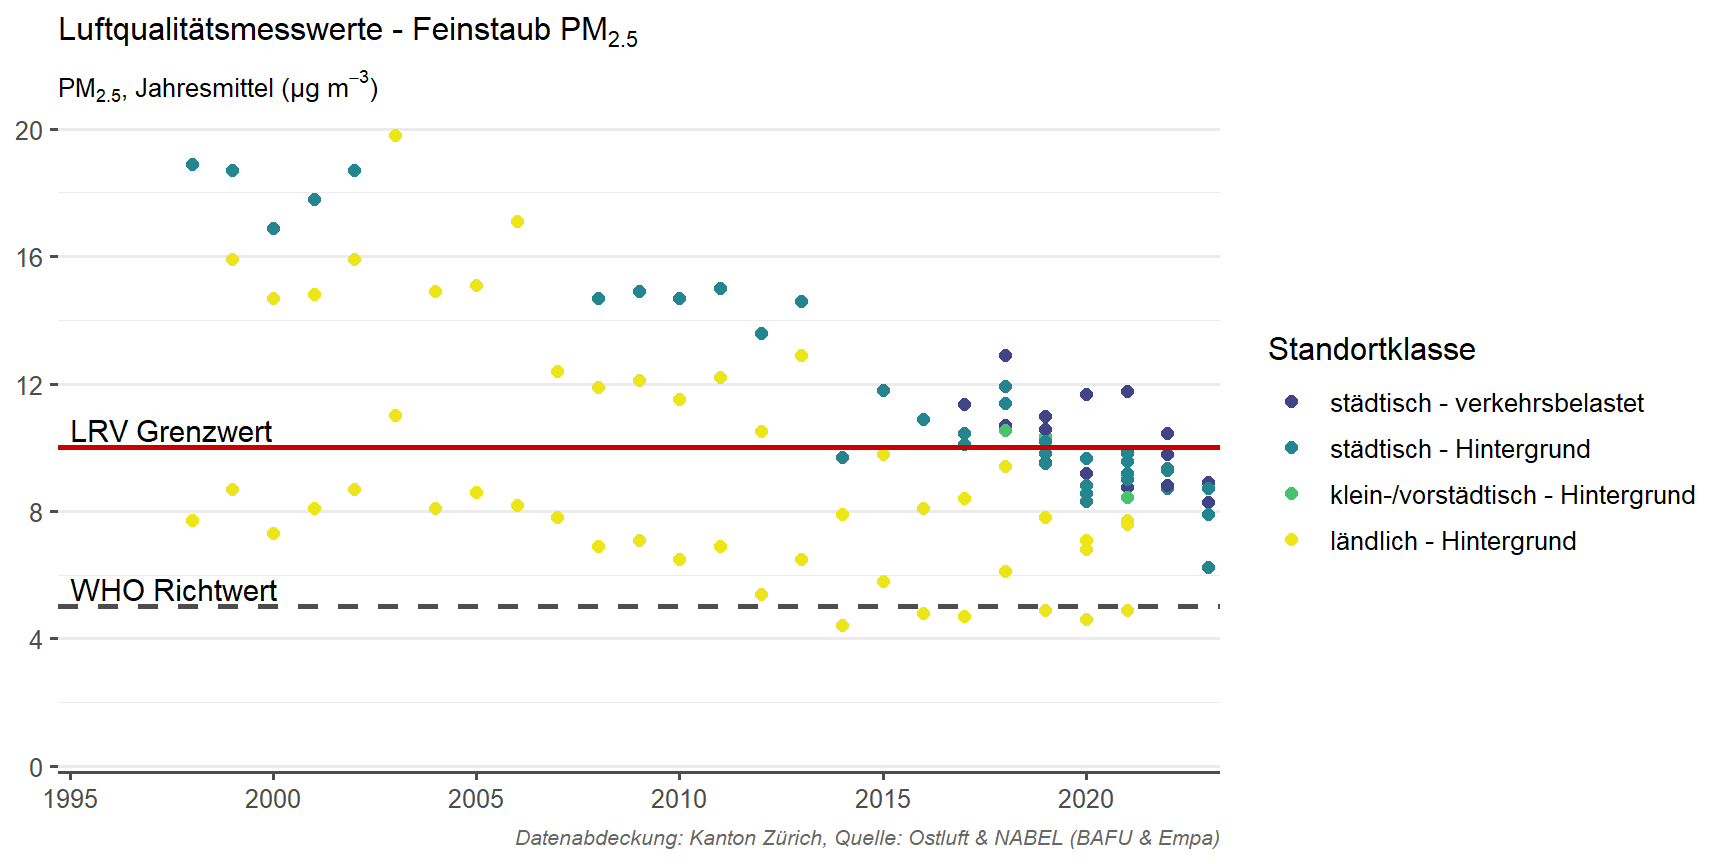 Luftqualitätsmesswerte - Feinstaub PM₂.₅
PM₂.₅, Jahresmittel (µg m⁻³)
20
16
12
8
4
0
LRV Grenzwert
WHO Richtwert
1995 2000 2005 2010 2015 2020
Standortklasse
städtisch - verkehrsbelastet
städtisch - Hintergrund
klein-/vorstädtisch - Hintergrund
ländlich - Hintergrund
Datenabdeckung: Kanton Zürich, Quelle: Ostluft & NABEL (BAFU & Empa)